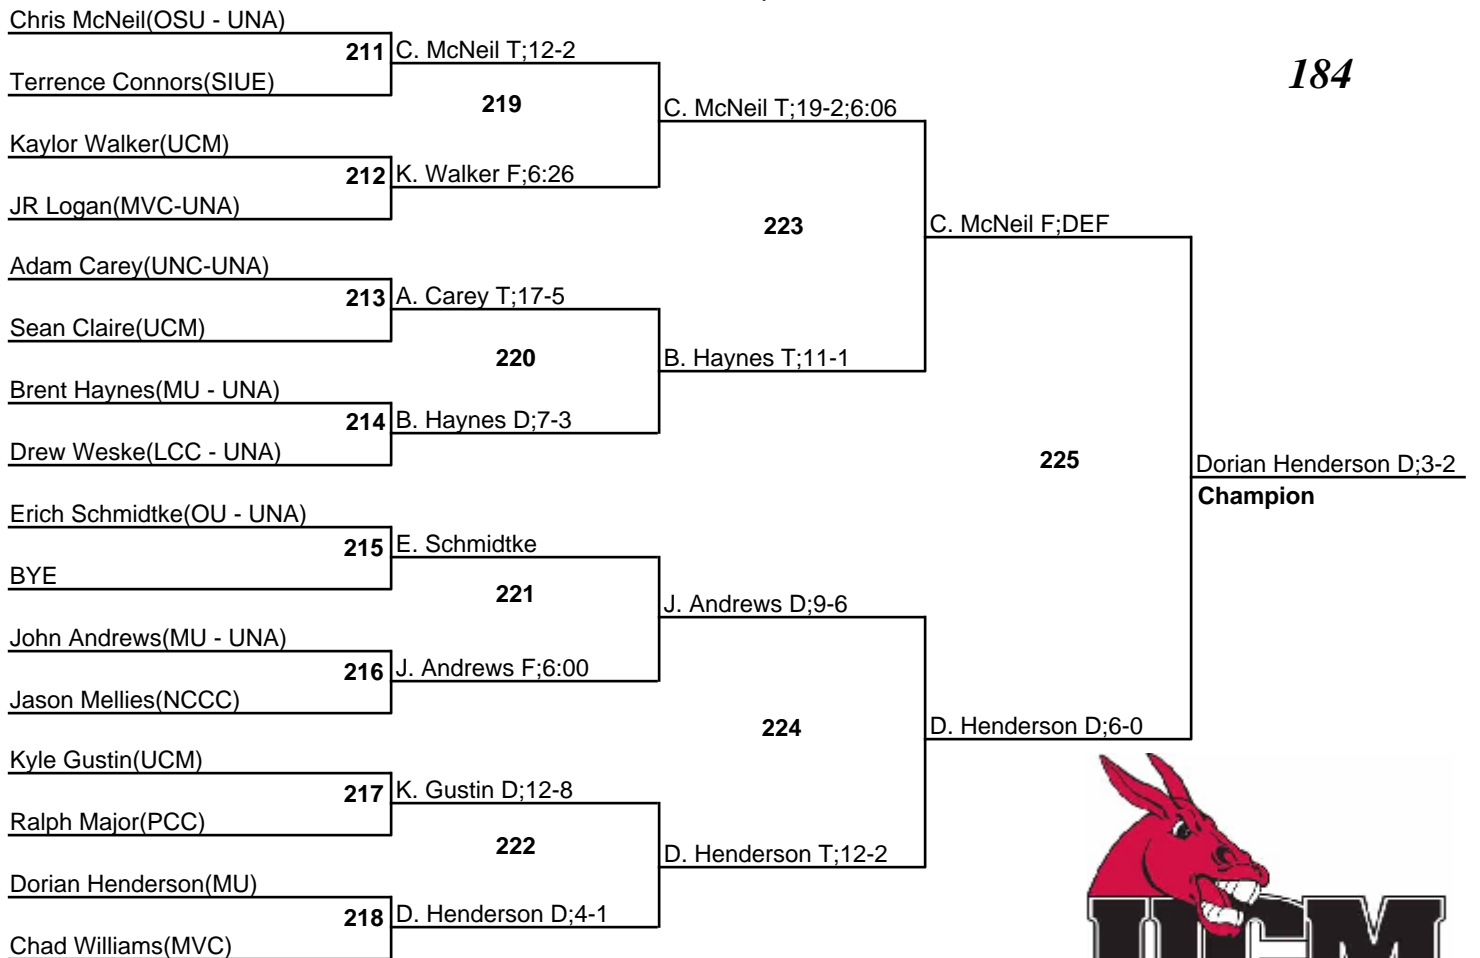 Chris McNeil(OSU - UNA)
211 C. McNeil T;12-2
Terrence Connors(SIUE)
184
219
C. McNeil T;19-2;6:06
Kaylor Walker(UCM)
212 K. Walker F;6:26
JR Logan(MVC-UNA)
223
C. McNeil F;DEF
Adam Carey(UNC-UNA)
213 A. Carey T;17-5
Sean Claire(UCM)
220
B. Haynes T;11-1
Brent Haynes(MU - UNA)
214 B. Haynes D;7-3
Drew Weske(LCC - UNA)
225
Dorian Henderson D;3-2
Champion
Erich Schmidtke(OU - UNA)
215 E. Schmidtke
BYE
221
J. Andrews D;9-6
John Andrews(MU - UNA)
216 J. Andrews F;6:00
Jason Mellies(NCCC)
224
D. Henderson D;6-0
Kyle Gustin(UCM)
217 K. Gustin D;12-8
Ralph Major(PCC)
222
D. Henderson T;12-2
Dorian Henderson(MU)
218 D. Henderson D;4-1
Chad Williams(MVC)
UCM